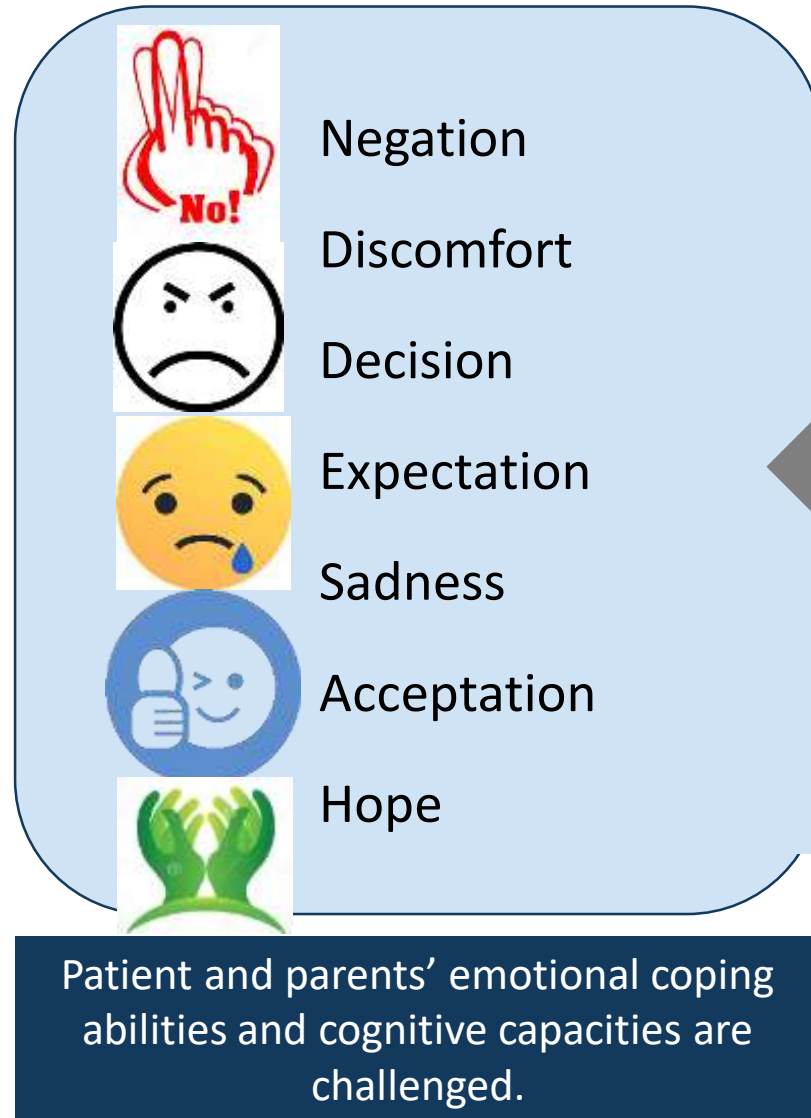 No!
Negation
Discomfort
Decision
Expectation
Sadness
Acceptation
Hope
Patient and parents’ emotional coping
abilities and cognitive capacities are
challenged.